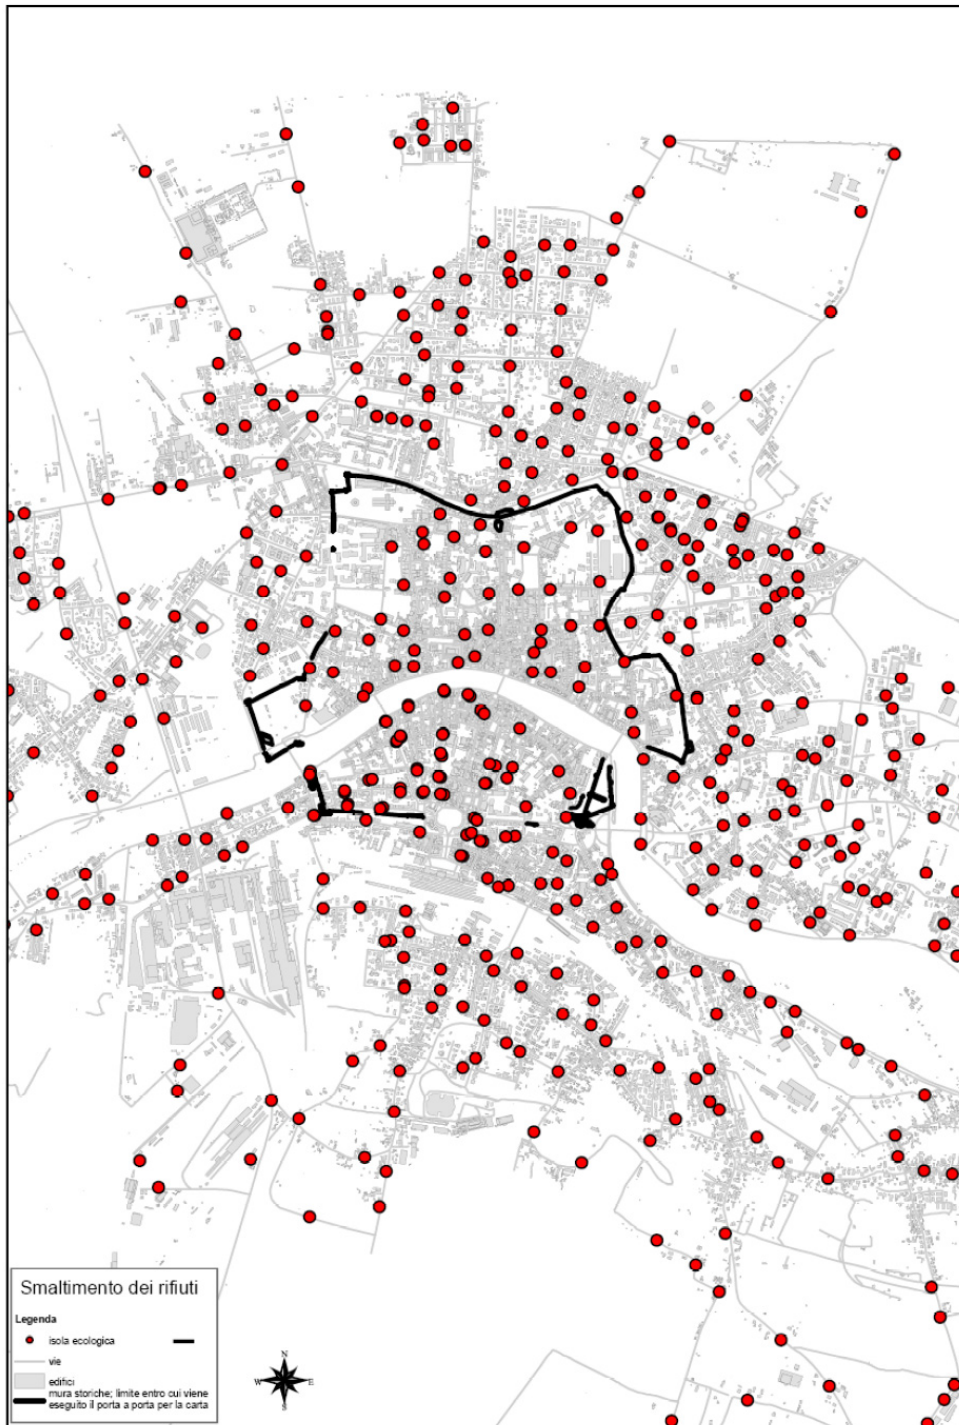 Smaltimento dei rifiuti
Legenda
isola ecologica
vie
edifici
mura storiche; limite entro cui viene
eseguito il porta a porta per la carta
N
W E
S